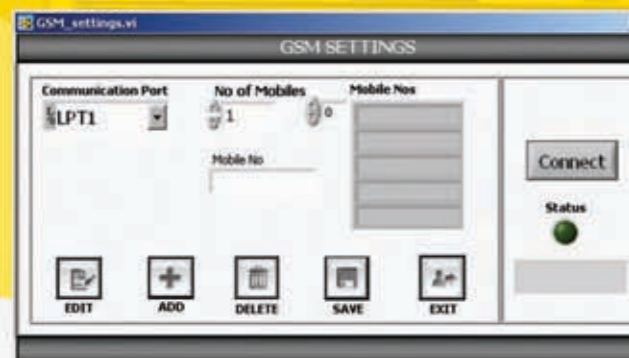 GSM_settings.vi
GSM SETTINGS
Communication Port
No of Mobiles
Mobile Nos
LPT1
1
0
Mobile No
Connect
Status
EDIT
ADD
DELETE
SAVE
EXIT